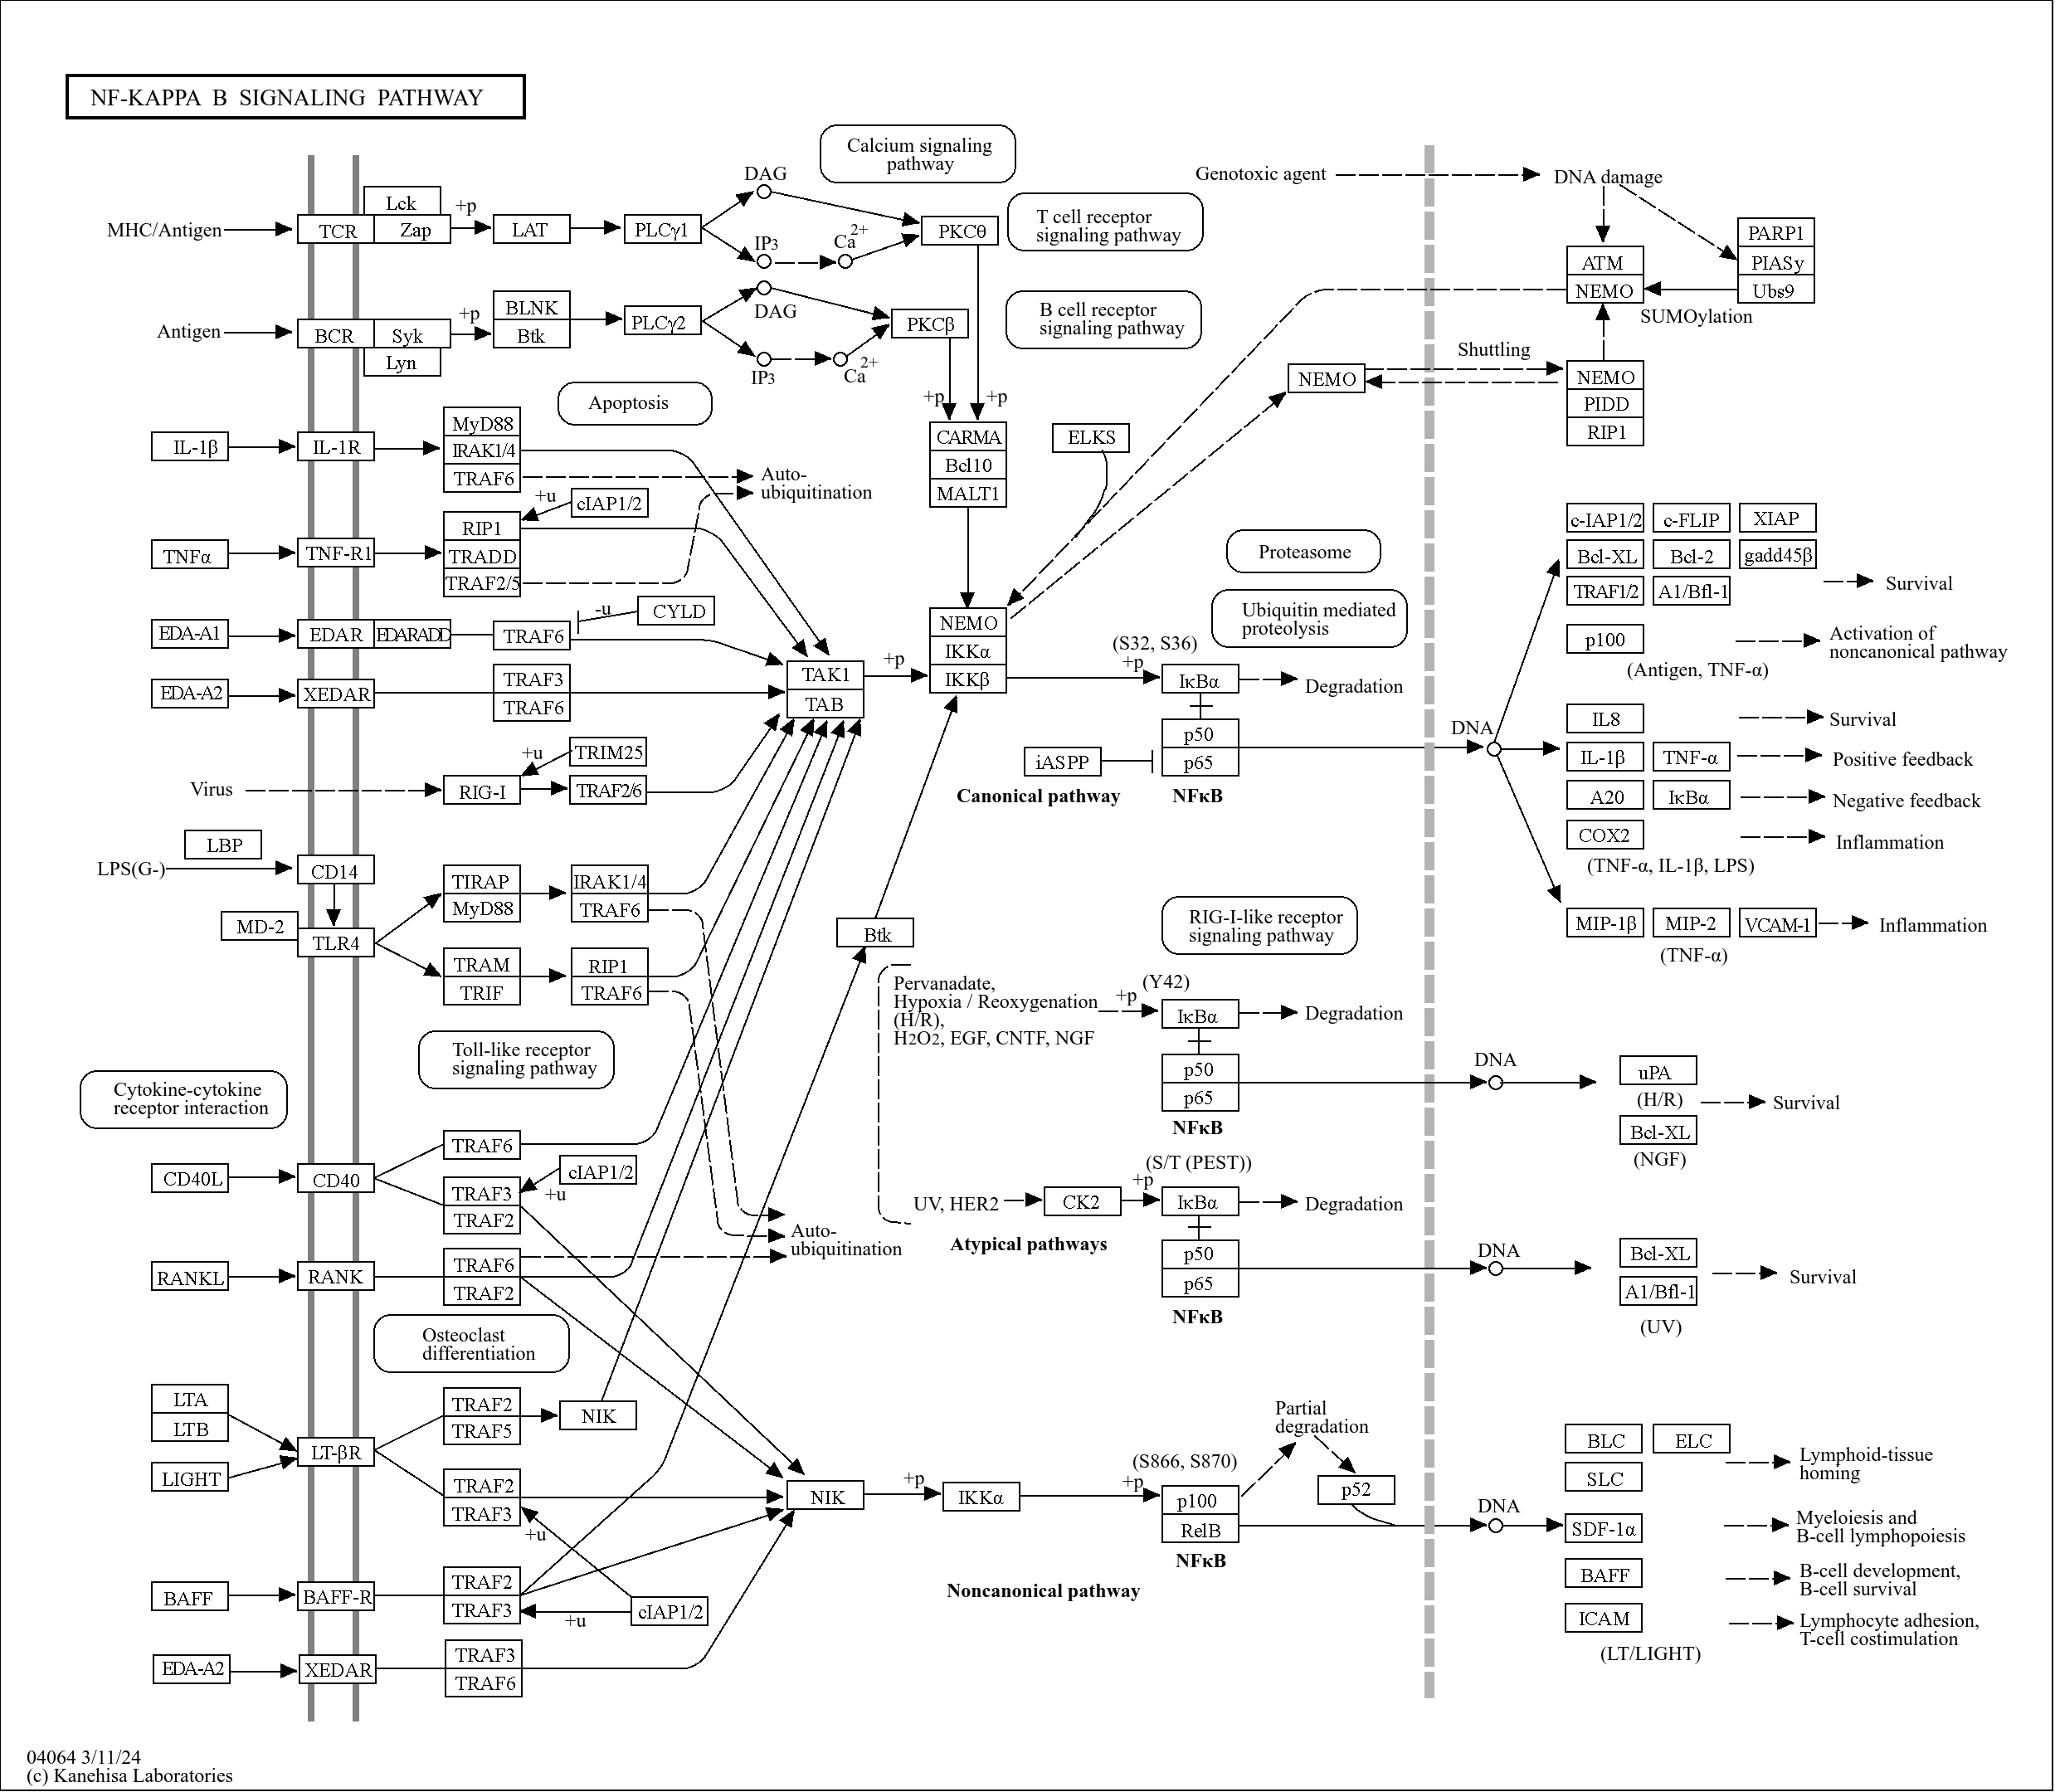 NF-KAPPA B SIGNALING PATHWAY
Calcium signaling
pathway
T cell receptor
signaling pathway
B cell receptor
signaling pathway
MHC/Antigen
TCR
Lck
Zap
+p
LAT
PLCγ1
DAG
IP3
Ca2+
PKCθ
Antigen
BCR
Syk
Lyn
+p
BLNK
Btk
PLCγ2
DAG
IP3
Ca2+
PKCβ
+p
+p
Apoptosis
CARMA
Bcl10
MALT1
ELKS
Genotoxic agent
DNA damage
ATM
NEMO
PARP1
PIASy
Ubs9
SUMOylation
Shuttling
NEMO
NEMO
PIDD
RIP1
IL-1β
IL-1R
MyD88
IRAK1/4
TRAF6
Auto-
ubiquitination
+u
cIAP1/2
TNFα
TNF-R1
RIP1
TRADD
TRAF2/5
EDA-A1
EDAR
EDARADD
TRAF6
-u
CYLD
EDA-A2
XEDAR
TRAF3
TRAF6
TAK1
TAB
+p
NEMO
IKKα
IKKβ
Proteasome
Ubiquitin mediated
proteolysis
(S32, S36)
+p
IκBα
Degradation
p50
p65
iASPP
Canonical pathway
NFκB
DNA
Virus
RIG-I
+u
TRIM25
TRAF2/6
LPS(G-)
LBP
CD14
MD-2
TLR4
TIRAP
MyD88
IRAK1/4
TRAF6
TRAM
TRIF
RIP1
TRAF6
Toll-like receptor
signaling pathway
Cytokine-cytokine
receptor interaction
c-IAP1/2
c-FLIP
XIAP
Bcl-XL
Bcl-2
gadd45β
TRAF1/2
A1/Bfl-1
Survival
p100
Activation of
noncanonical pathway
(Antigen, TNF-α)
IL8
Survival
IL-1β
TNF-α
Positive feedback
A20
IκBα
Negative feedback
COX2
Inflammation
(TNF-α, IL-1β, LPS)
MIP-1β
MIP-2
VCAM-1
Inflammation
(TNF-α)
Btk
RIG-I-like receptor
signaling pathway
Pervanadate,
Hypoxia / Reoxygenation
(H/R),
H2O2, EGF, CNTF, NGF
+p
(Y42)
IκBα
Degradation
p50
p65
NFκB
DNA
uPA
(H/R)
Bcl-XL
(NGF)
Survival
CD40L
CD40
TRAF6
TRAF3
TRAF2
cIAP1/2
+u
Auto-
ubiquitination
UV, HER2
CK2
+p
(S/T (PEST))
IκBα
Degradation
Atypical pathways
p50
p65
NFκB
DNA
Bcl-XL
A1/Bfl-1
(UV)
Survival
RANKL
RANK
TRAF6
TRAF2
Osteoclast
differentiation
LTA
LTB
LIGHT
LT-βR
TRAF2
TRAF5
NIK
TRAF2
TRAF3
+u
NIK
+p
IKKα
(S866, S870)
+p
p100
RelB
NFκB
Partial
degradation
p52
DNA
Noncanonical pathway
BLC
ELC
SLC
Lymphoid-tissue
homing
SDF-1α
Myeloiesis and
B-cell lymphopoiesis
BAFF
B-cell development,
B-cell survival
ICAM
Lymphocyte adhesion,
T-cell costimulation
(LT/LIGHT)
BAFF
BAFF-R
TRAF2
TRAF3
+u
cIAP1/2
EDA-A2
XEDAR
TRAF3
TRAF6
04064 3/11/24
(c) Kanehisa Laboratories